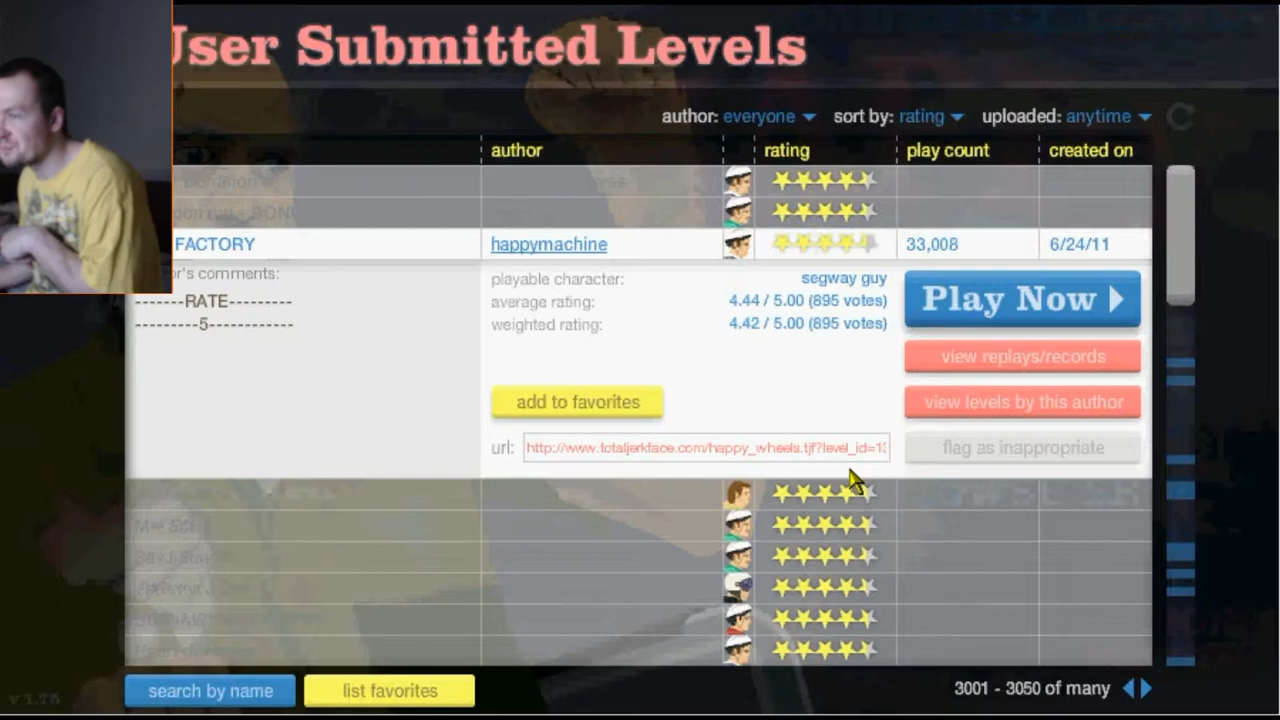 User Submitted Levels
author: everyone sort by: rating uploaded: anytime
author rating play count created on
FACTORY happymachine 33,008 6/24/11
r's comments:
-------RATE---------
---------5------------
playable character: segway guy
average rating: 4.44 / 5.00 (895 votes)
weighted rating: 4.42 / 5.00 (895 votes)
Play Now
view replays/records
add to favorites
view levels by this author
url: http://www.totaljerkface.com/happy_wheels.tjf?level_id=1
flag as inappropriate
search by name
list favorites
3001 - 3050 of many
v 1.75